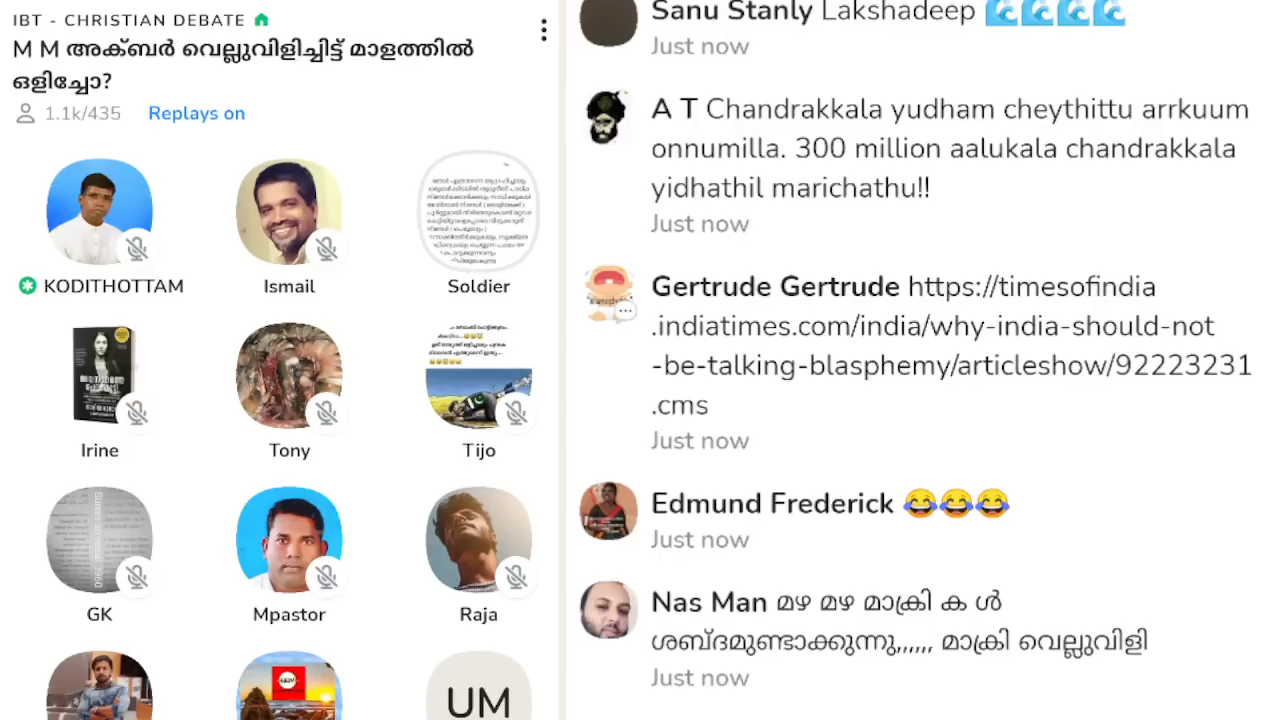 IBT - CHRISTIAN DEBATE
M M അക്ബർ വെല്ലുവിളിച്ചിട്ട് മാളത്തിൽ
ഒളിച്ചോ?
1.1k/435 Replays on
KODITHOTTAM
Ismail
Soldier
Irine
Tony
Tijo
GK
Mpastor
Raja
UM
Sanu Stanly Lakshadeep 🌊🌊🌊🌊
Just now
A T Chandrakkala yudham cheythittu arrkuum
onnumilla. 300 million aalukala chandrakkala
yidhathil marichathu!!
Just now
Gertrude Gertrude https://timesofindia
.indiatimes.com/india/why-india-should-not
-be-talking-blasphemy/articleshow/92223231
.cms
Just now
Edmund Frederick 😂😂😂
Just now
Nas Man മഴ മഴ മാക്രി ക ൾ
ശബ്ദമുണ്ടാക്കുന്നു,,,,,, മാക്രി വെല്ലുവിളി
Just now